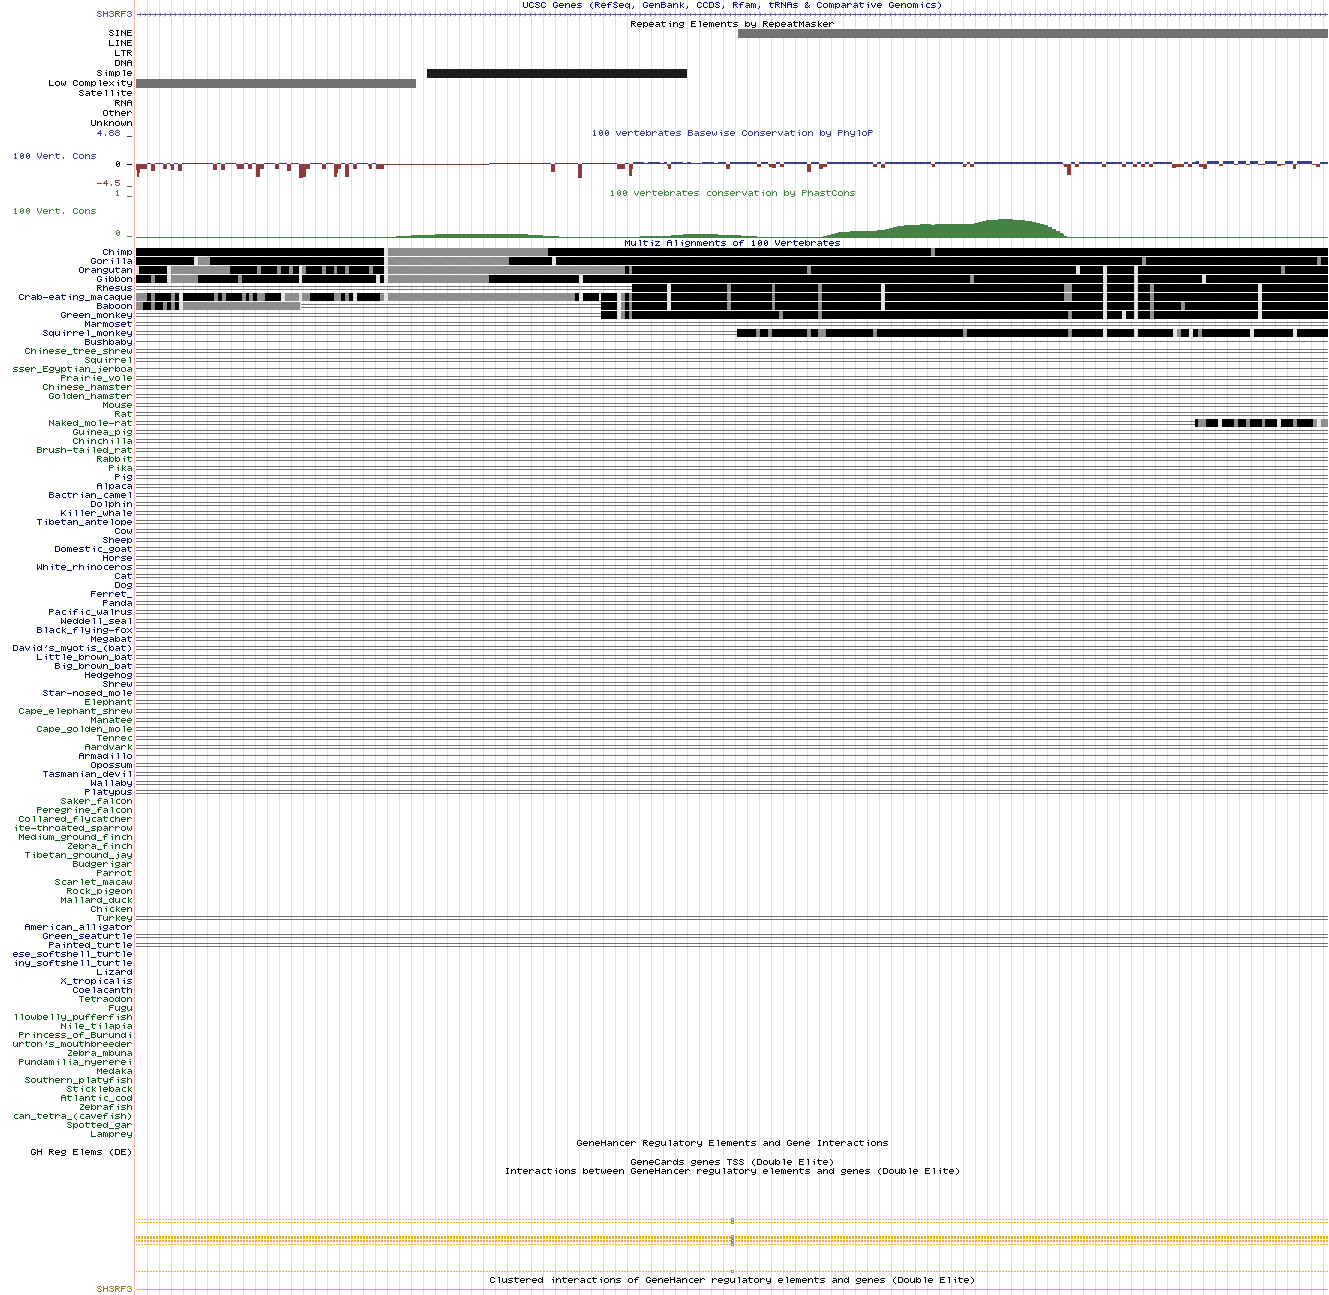 UCSC Genes (RefSeq, GenBank, CCDS, Rfam, tRNAs & Comparative Genomics)
SH3RF3
Repeating Elements by RepeatMasker
SINE
LINE
LTR
DNA
Simple
Low Complexity
Satellite
RNA
Other
Unknown
4.88 _
100 vertebrates Basewise Conservation by PhyloP
100 Vert. Cons
0 _
-4.5 _
1 _
100 vertebrates conservation by PhastCons
100 Vert. Cons
0 _
Multiz Alignments of 100 Vertebrates
Chimp
Gorilla
Orangutan
Gibbon
Rhesus
Crab-eating_macaque
Baboon
Green_monkey
Marmoset
Squirrel_monkey
Bushbaby
Chinese_tree_shrew
Squirrel
sser_Egyptian_jerboa
Prairie_vole
Chinese_hamster
Golden_hamster
Mouse
Rat
Naked_mole-rat
Guinea_pig
Chinchilla
Brush-tailed_rat
Rabbit
Pika
Pig
Alpaca
Bactrian_camel
Dolphin
Killer_whale
Tibetan_antelope
Cow
Sheep
Domestic_goat
Horse
White_rhinoceros
Cat
Dog
Ferret_
Panda
Pacific_walrus
Weddell_seal
Black_flying-fox
Megabat
David's_myotis_(bat)
Little_brown_bat
Big_brown_bat
Hedgehog
Shrew
Star-nosed_mole
Elephant
Cape_elephant_shrew
Manatee
Cape_golden_mole
Tenrec
Aardvark
Armadillo
Opossum
Tasmanian_devil
Wallaby
Platypus
Saker_falcon
Peregrine_falcon
Collared_flycatcher
ite-throated_sparrow
Medium_ground_finch
Zebra_finch
Tibetan_ground_jay
Budgerigar
Parrot
Scarlet_macaw
Rock_pigeon
Mallard_duck
Chicken
Turkey
American_alligator
Green_seaturtle
Painted_turtle
ese_softshell_turtle
iny_softshell_turtle
Lizard
X_tropicalis
Coelacanth
Tetraodon
Fugu
llowbelly_pufferfish
Nile_tilapia
Princess_of_Burundi
urton's_mouthbreeder
Zebra_mbuna
Pundamilia_nyererei
Medaka
Southern_platyfish
Stickleback
Atlantic_cod
Zebrafish
can_tetra_(cavefish)
Spotted_gar
Lamprey
GeneHancer Regulatory Elements and Gene Interactions
GH Reg Elems (DE)
GeneCards genes TSS (Double Elite)
Interactions between GeneHancer regulatory elements and genes (Double Elite)
Clustered interactions of GeneHancer regulatory elements and genes (Double Elite)
SH3RF3